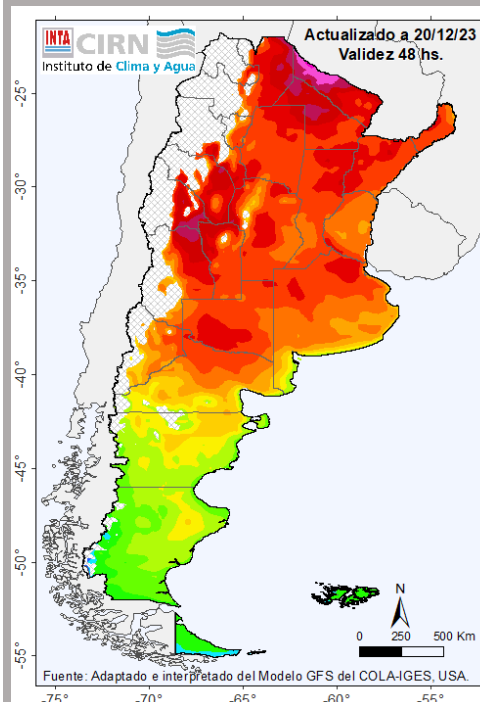 INTA CIRN
Instituto de Clima y Agua
Actualizado a 20/12/23
Validez 48 hs.
-25°
-30°
-35°
-40°
-45°
-50°
-55°
N
0 250 500 Km
Fuente: Adaptado e interpretado del Modelo GFS del COLA-IGES, USA.
-75° -70° -65° -60° -55°